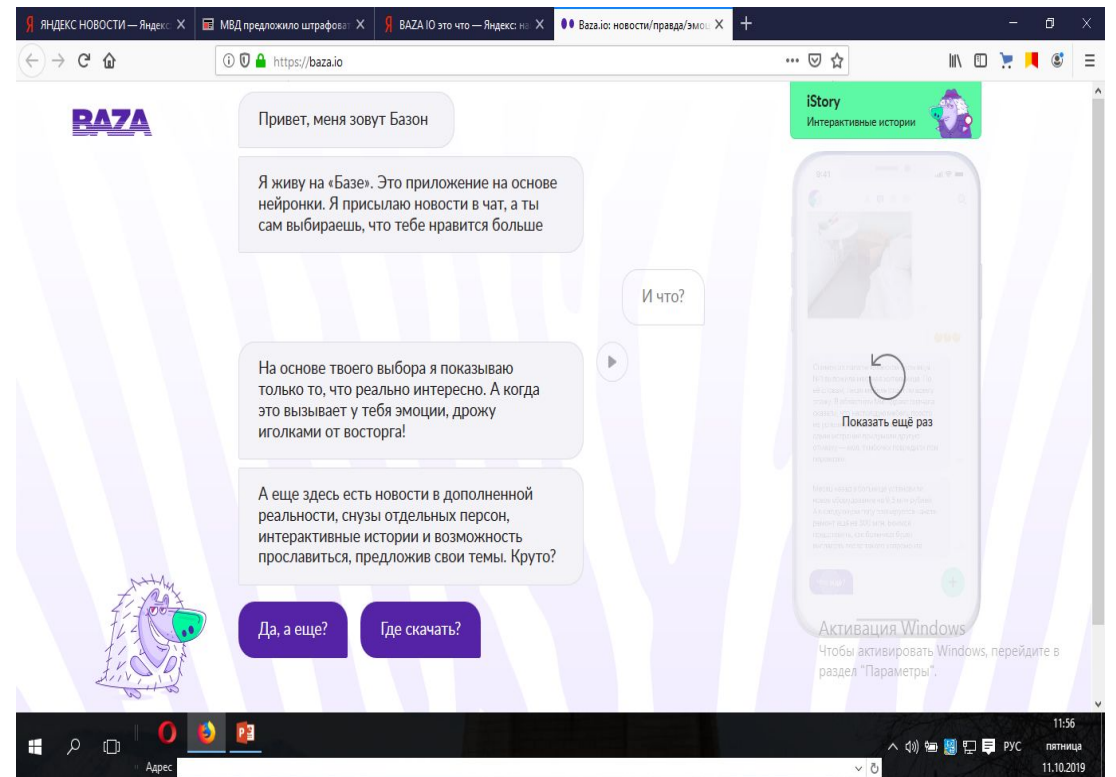 ЯНДЕКС НОВОСТИ — Яндекс
МВД предложило штрафоват
BAZA IO это что — Яндекс: на
Baza.io: новости/правда/эмоц
https://baza.io
BAZA
Привет, меня зовут Базон
Я живу на «Базе». Это приложение на основе
нейронки. Я присылаю новости в чат, а ты
сам выбираешь, что тебе нравится больше
И что?
На основе твоего выбора я показываю
только то, что реально интересно. А когда
это вызывает у тебя эмоции, дрожу
иголками от восторга!
А еще здесь есть новости в дополненной
реальности, снузы отдельных персон,
интерактивные истории и возможность
прославиться, предложив свои темы. Круто?
Да, а еще?
Где скачать?
iStory
Интерактивные истории
Показать ещё раз
Активация Windows
Чтобы активировать Windows, перейдите в
раздел "Параметры".
Адрес
РУС
11:56
пятница
11.10.2019